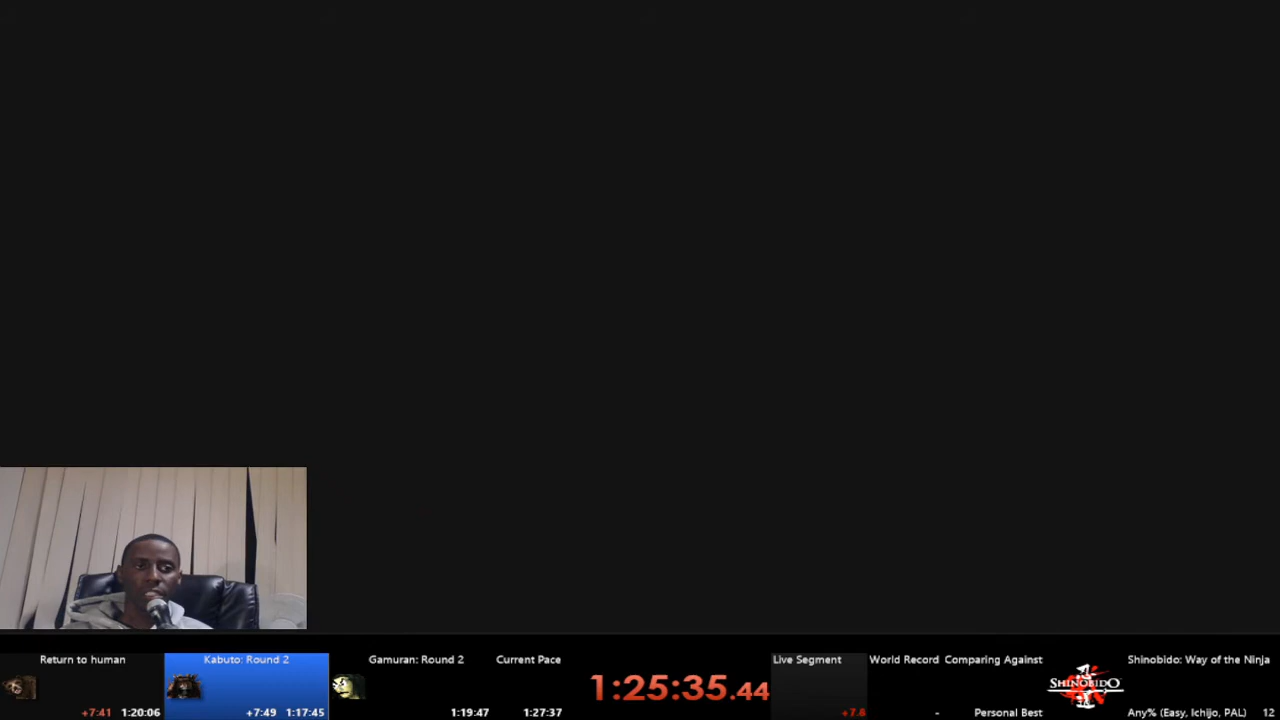 Return to human
+7:41 1:20:06
Kabuto: Round 2
+7:49 1:17:45
Gamuran: Round 2
1:19:47
Current Pace
1:27:37
1:25:35.44
Live Segment
+7.6
World Record
-
Comparing Against
Personal Best
SHINOBIDO
Shinobido: Way of the Ninja
Any% (Easy, Ichijo, PAL) 12